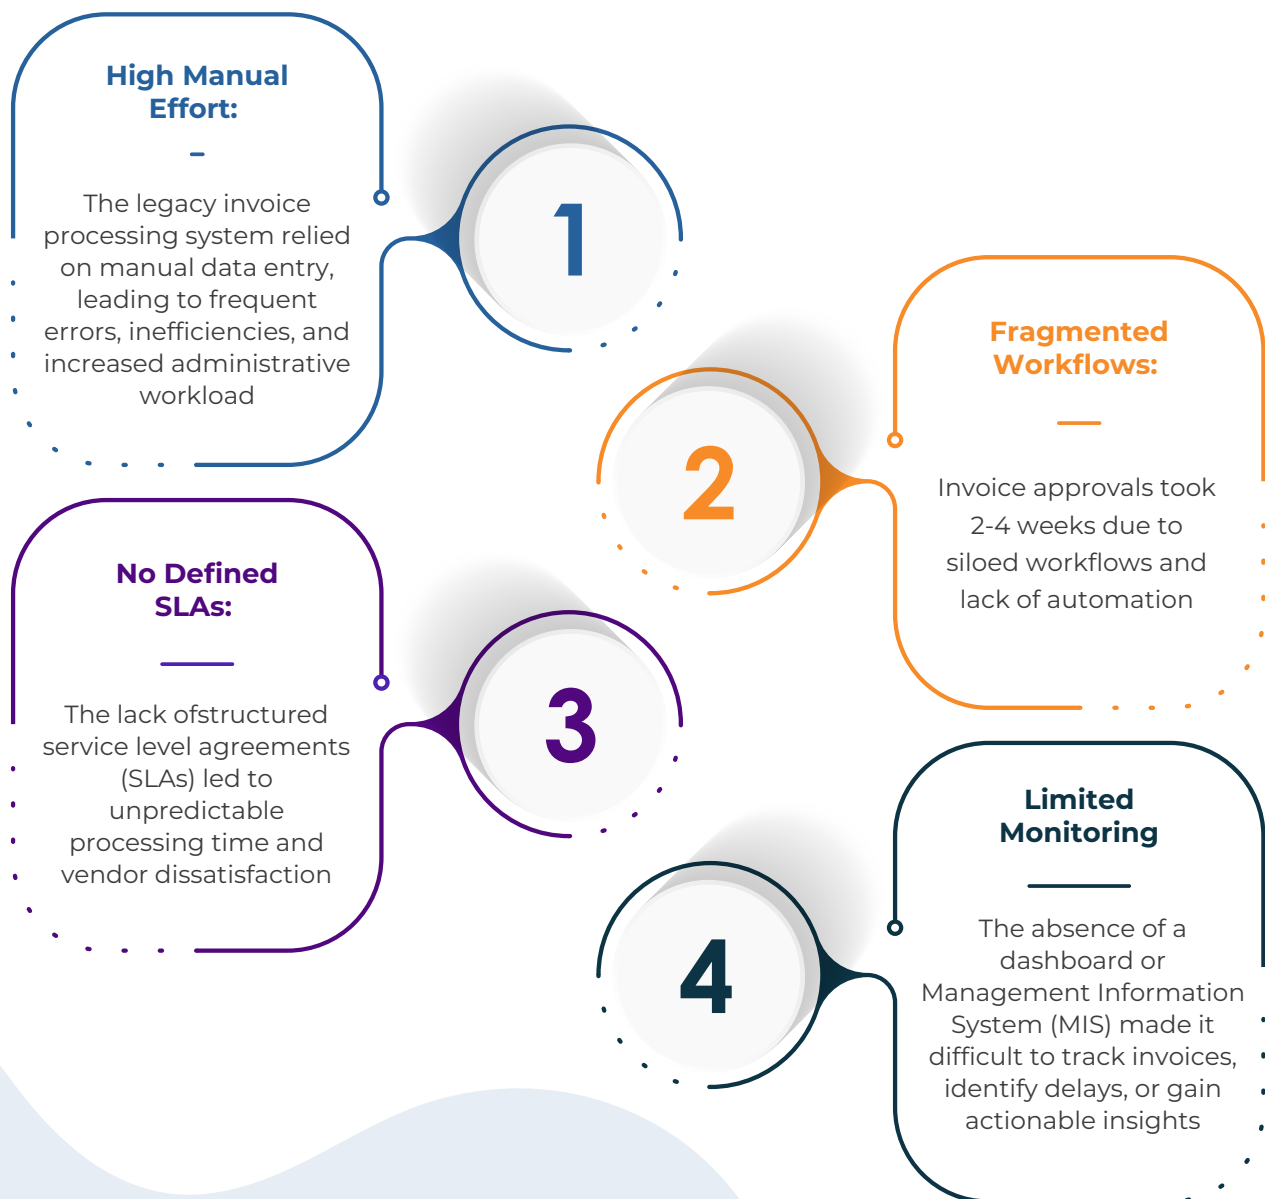 High Manual
Effort:
The legacy invoice
processing system relied
on manual data entry,
leading to frequent
errors, inefficiencies, and
increased administrative
workload
1
Fragmented
Workflows:
Invoice approvals took
2-4 weeks due to
siloed workflows and
lack of automation
2
No Defined
SLAs:
The lack ofstructured
service level agreements
(SLAs) led to
unpredictable
processing time and
vendor dissatisfaction
3
Limited
Monitoring
The absence of a
dashboard or
Management Information
System (MIS) made it
difficult to track invoices,
identify delays, or gain
actionable insights
4